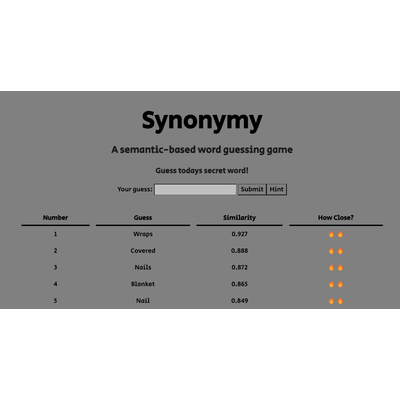 Synonymy
A semantic-based word guessing game
Guess todays secret word!
Your guess: Submit Hint
Number Guess Similarity How Close?
1 Wraps 0.927 🔥🔥
2 Covered 0.888 🔥🔥
3 Nails 0.872 🔥🔥
4 Blanket 0.865 🔥🔥
5 Nail 0.849 🔥🔥